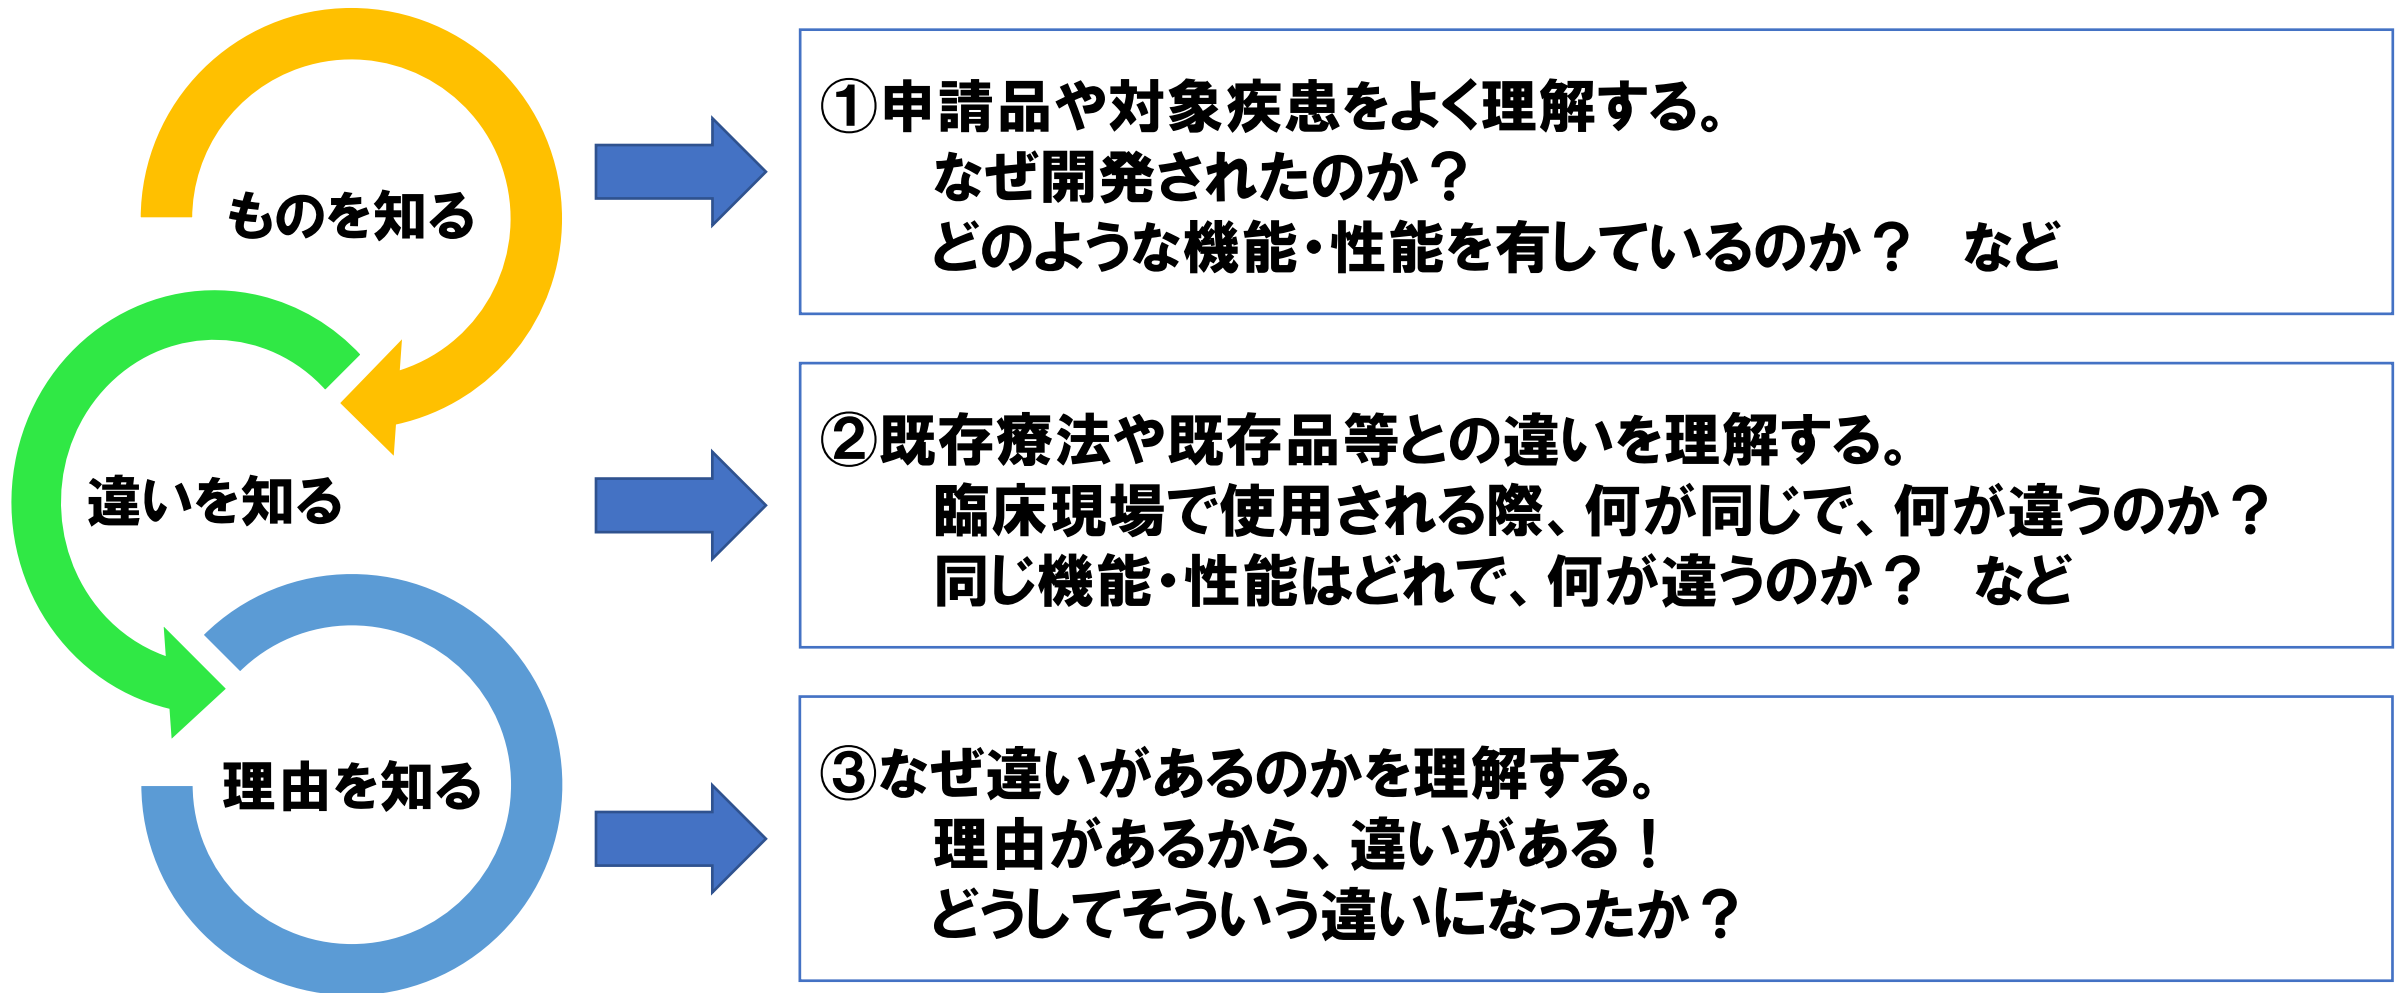 ものを知る
①申請品や対象疾患をよく理解する。
なぜ開発されたのか？
どのような機能・性能を有しているのか？　など
違いを知る
②既存療法や既存品等との違いを理解する。
臨床現場で使用される際、何が同じで、何が違うのか？
同じ機能・性能はどれで、何が違うのか？　など
理由を知る
③なぜ違いがあるのかを理解する。
理由があるから、違いがある！
どうしてそういう違いになったか？